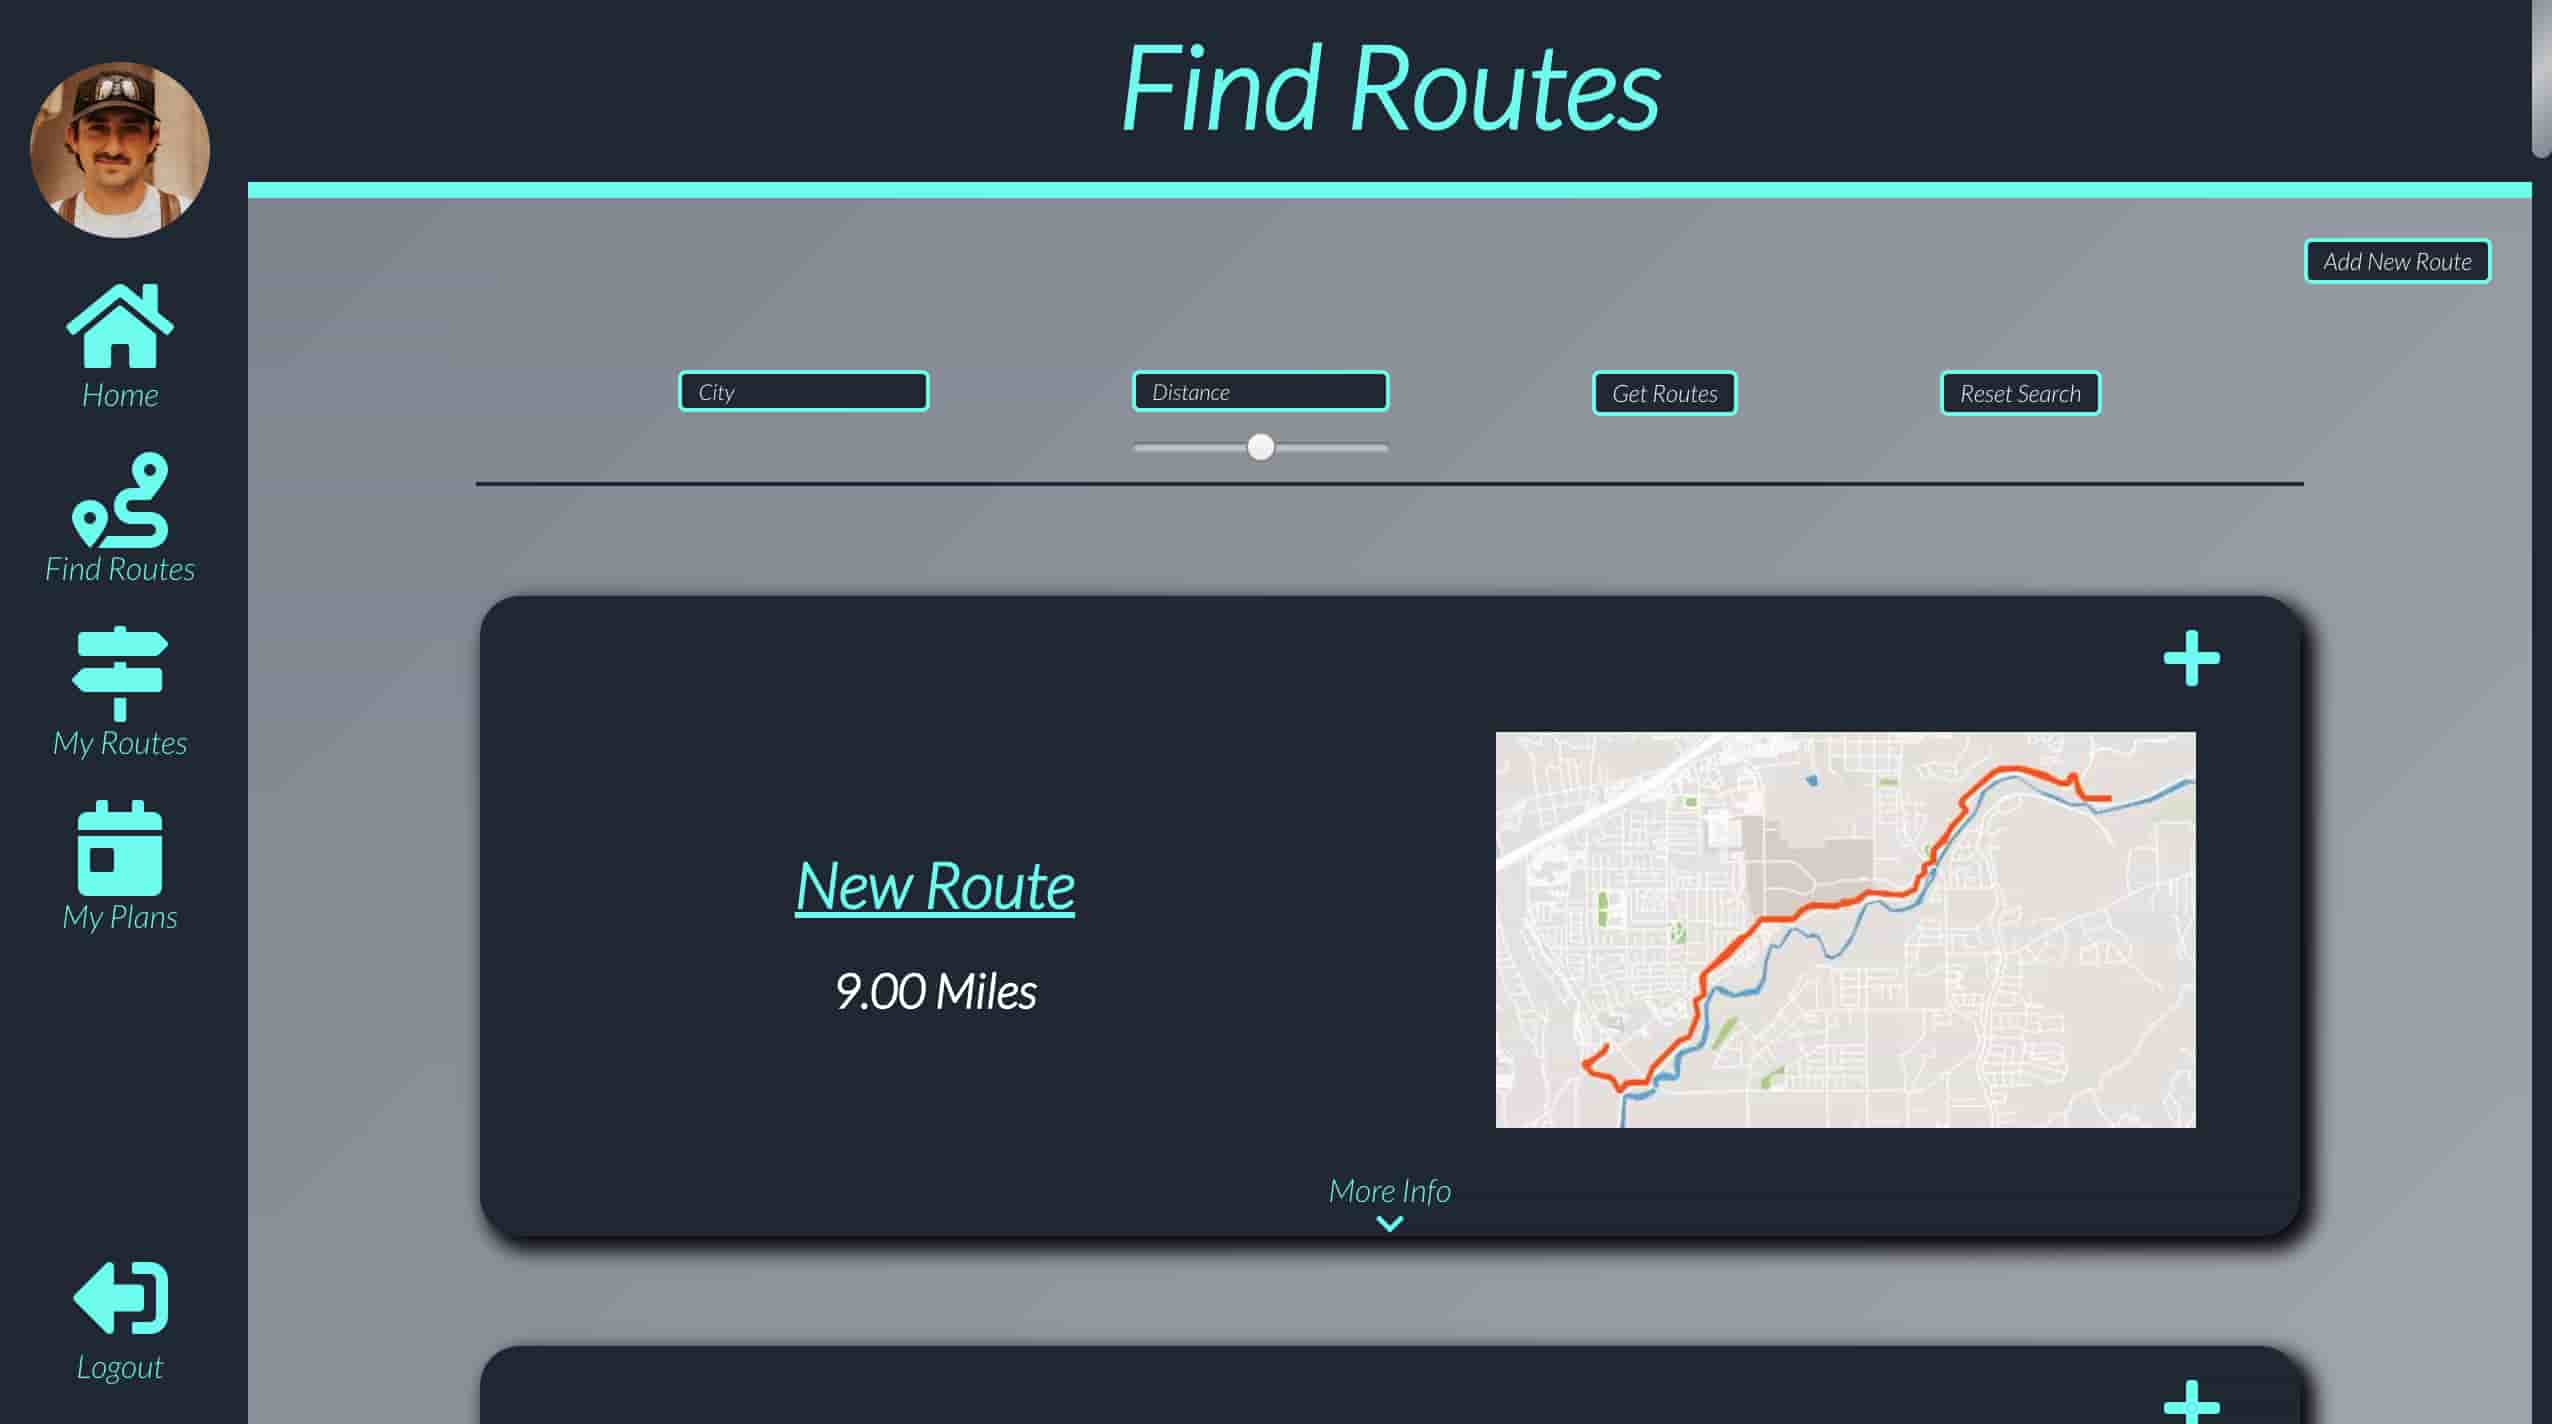 Find Routes
Home
Find Routes
My Routes
My Plans
Logout
Add New Route
City
Distance
Get Routes
Reset Search
New Route
9.00 Miles
More Info